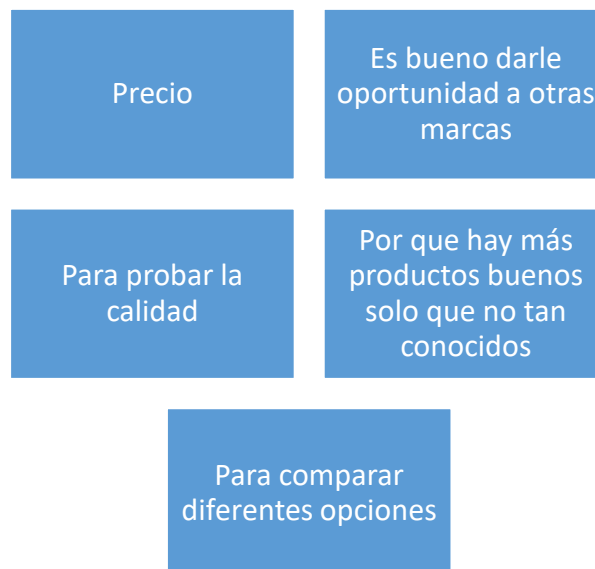 Precio
Es bueno darle
oportunidad a otras
marcas
Para probar la
calidad
Por que hay más
productos buenos
solo que no tan
conocidos
Para comparar
diferentes opciones